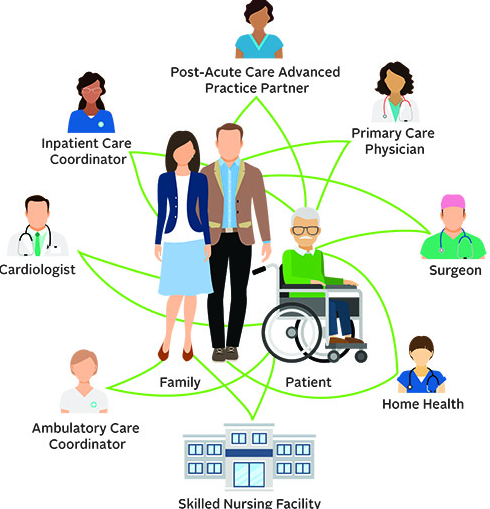 Post-Acute Care Advanced
Practice Partner
Primary Care
Physician
Inpatient Care
Coordinator
Cardiologist
Surgeon
Family
Patient
Home Health
Ambulatory Care
Coordinator
Skilled Nursing Facility